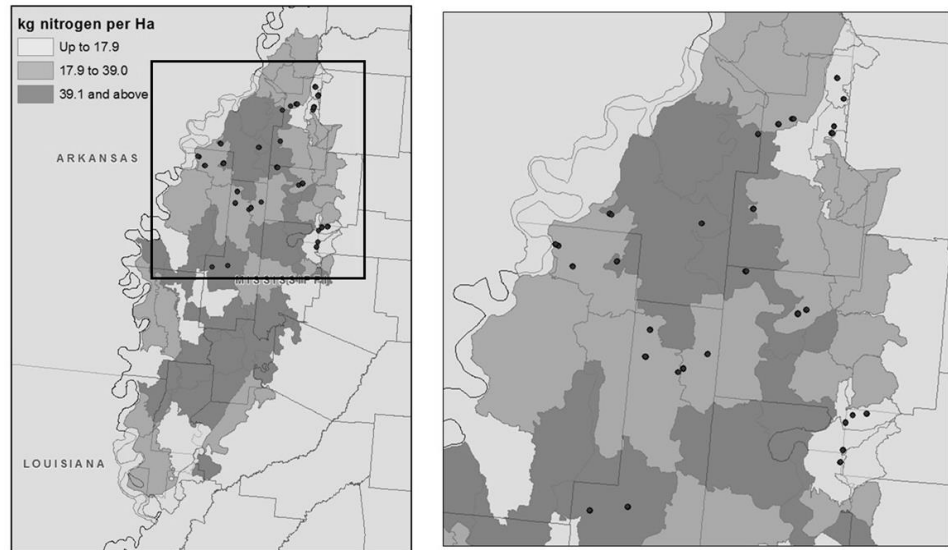 kg nitrogen per Ha
Up to 17.9
17.9 to 39.0
39.1 and above
ARKANSAS
MISSISSIPPI
LOUISIANA